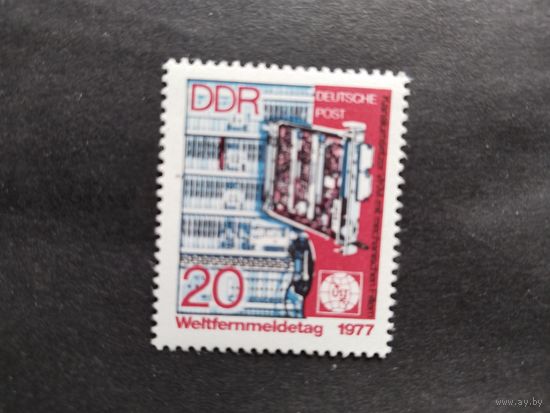 DDR
DEUTSCHE
POST
20
Weltfernmeldetag 1977
www.ay.by